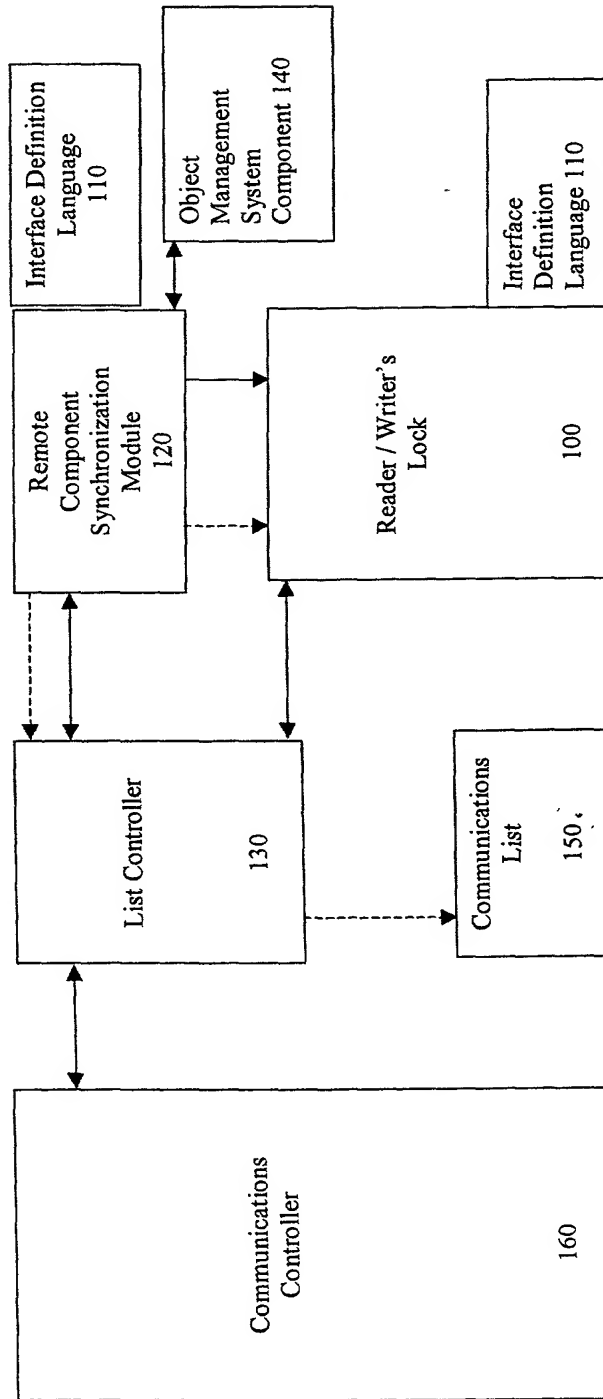 Interface Definition
Language
110
Object
Management
System
Component 140
Remote
Component
Synchronization
Module
120
Interface
Definition
Language 110
Reader / Writer's
Lock
100
List Controller
130
Communications
List
150
Communications
Controller
160